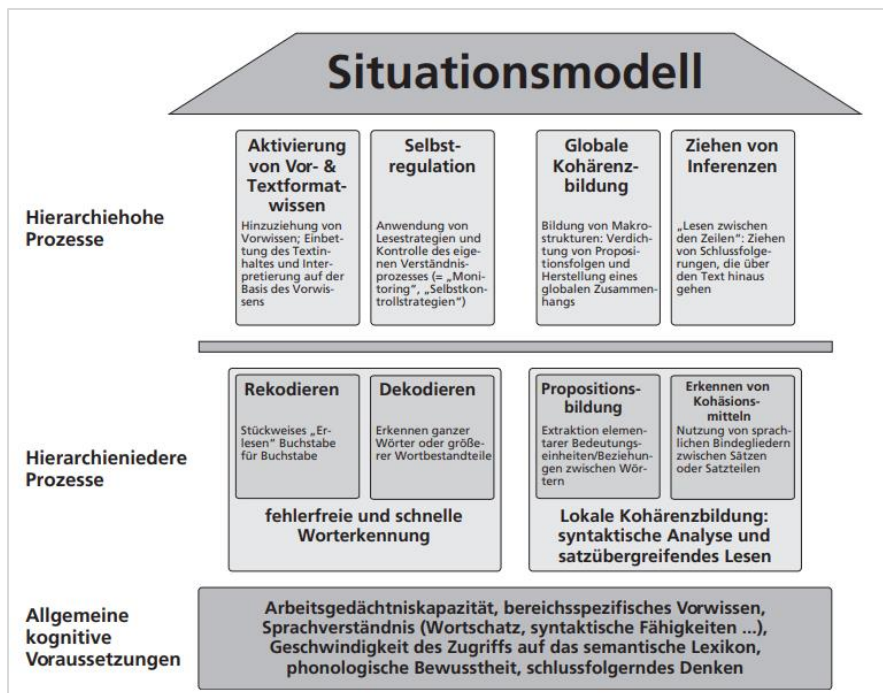 Situationsmodell
Hierarchiehohe
Prozesse
Aktivierung
von Vor- &
Textformat-
wissen
Hinzuziehung von
Vorwissen; Einbet-
tung des Textin-
haltes und Inter-
pretierung auf der
Basis des Vorwis-
sens
Selbst-
regulation
Anwendung von
Lesestrategien und
Kontrolle des eigen-
en Verständnis-
prozesses (= „Moni-
toring“, „Selbstkon-
trollstrategien“)
Globale
Kohärenz-
bildung
Bildung von Makro-
strukturen: Verdich-
tung von Propositi-
onsfolgen und
Herstellung eines
globalen Zusammen-
hangs
Ziehen von
Inferenzen
„Lesen zwischen
den Zeilen“: Ziehen
von Schlussfolge-
rungen, die über
den Text hinaus
gehen
Hierarchieniedere
Prozesse
Rekodieren
Stückweises „Er-
lesen“ Buchstabe
für Buchstabe
Dekodieren
Erkennen ganzer
Wörter oder größe-
rer Wortbestandteile
fehlerfreie und schnelle
Worterkennung
Propositions-
bildung
Extraktion elemen-
tarer Bedeutungs-
einheiten/Beziehun-
gen zwischen Wör-
tern
Erkennen von
Kohäsions-
mitteln
Nutzung von sprach-
lichen Bindegliedern
zwischen Sätzen
oder Satzteilen
Lokale Kohärenzbildung:
syntaktische Analyse und
satzübergreifendes Lesen
Allgemeine
kognitive
Voraussetzungen
Arbeitsgedächtniskapazität, bereichsspezifisches Vorwissen,
Sprachverständnis (Wortschatz, syntaktische Fähigkeiten ...),
Geschwindigkeit des Zugriffs auf das semantische Lexikon,
phonologische Bewusstheit, schlussfolgerndes Denken